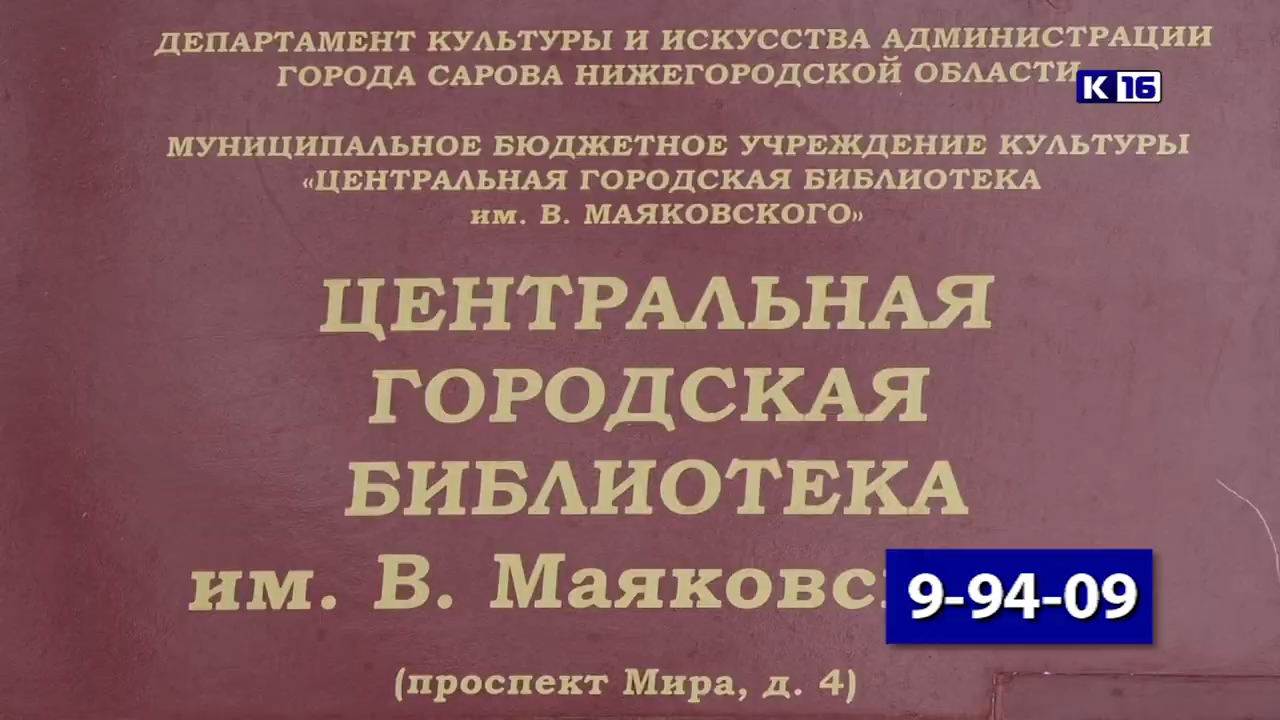 ДЕПАРТАМЕНТ КУЛЬТУРЫ И ИСКУССТВА АДМИНИСТРАЦИИ
ГОРОДА САРОВА НИЖЕГОРОДСКОЙ ОБЛАСТИ
К 16
МУНИЦИПАЛЬНОЕ БЮДЖЕТНОЕ УЧРЕЖДЕНИЕ КУЛЬТУРЫ
«ЦЕНТРАЛЬНАЯ ГОРОДСКАЯ БИБЛИОТЕКА
им. В. МАЯКОВСКОГО»
ЦЕНТРАЛЬНАЯ
ГОРОДСКАЯ
БИБЛИОТЕКА
им. В.
9-94-09
(проспект Мира, д. 4)